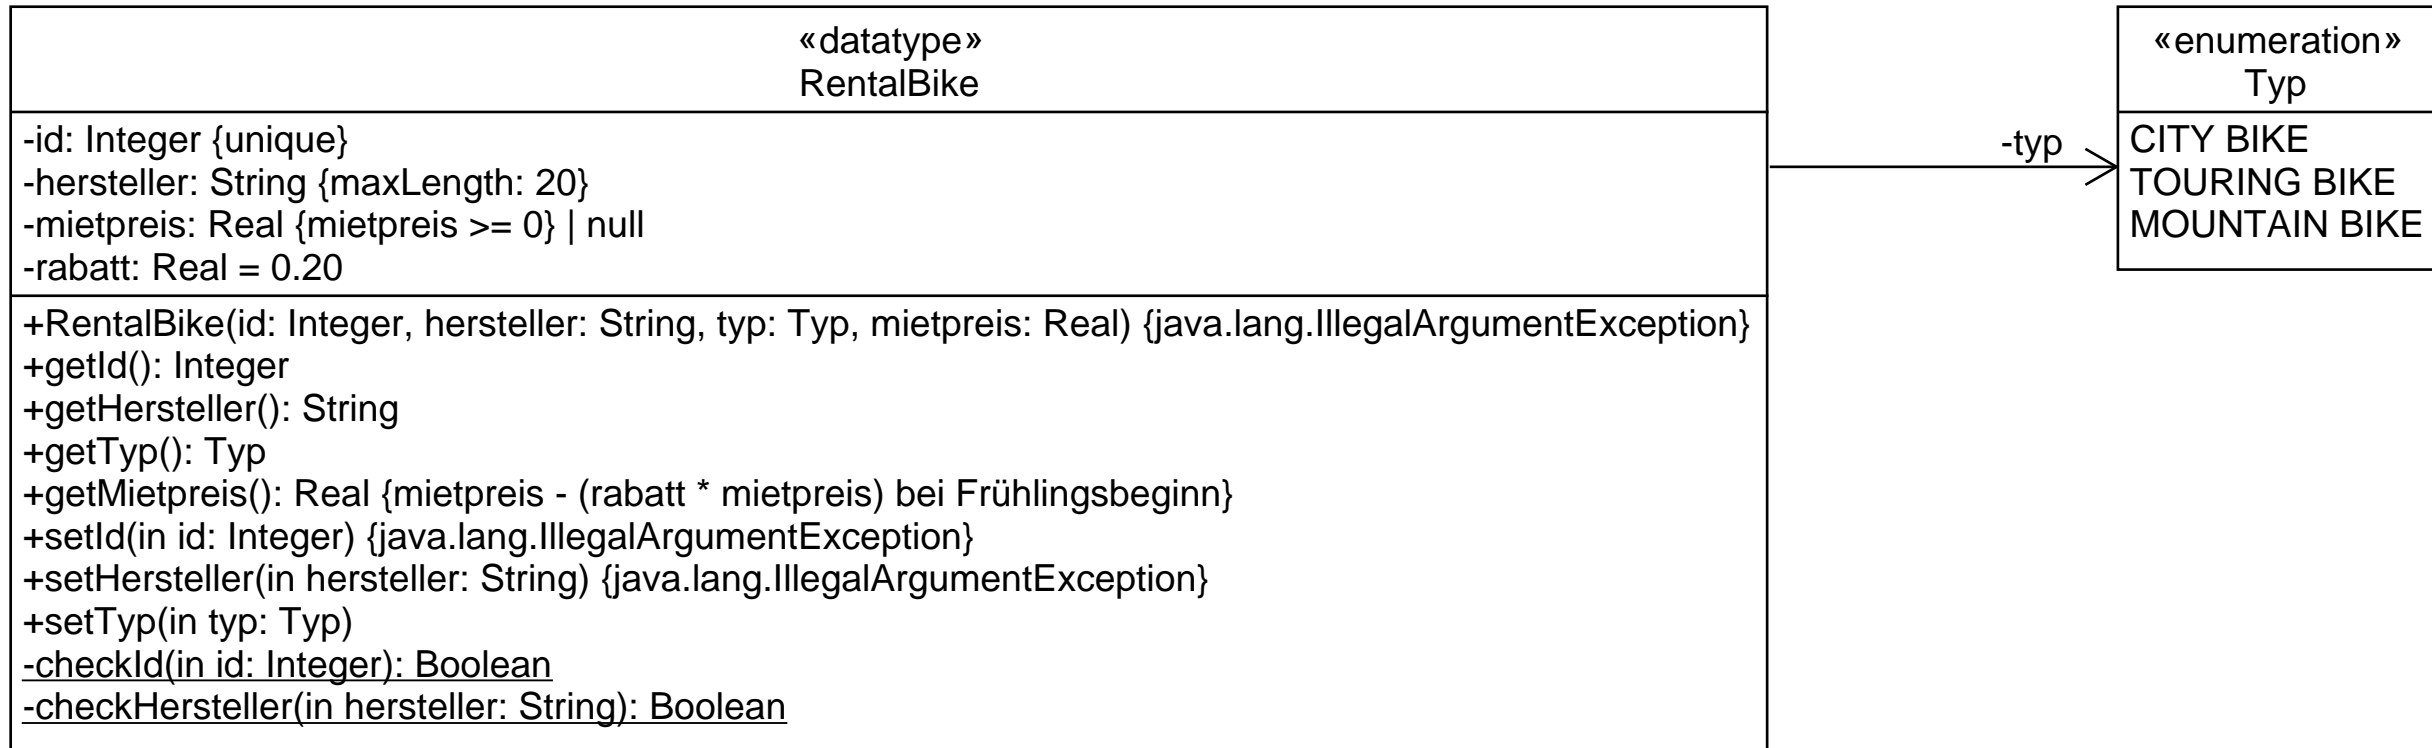 «datatype»
RentalBike
-id: Integer {unique}
-hersteller: String {maxLength: 20}
-mietpreis: Real {mietpreis >= 0} | null
-rabatt: Real = 0.20
+RentalBike(id: Integer, hersteller: String, typ: Typ, mietpreis: Real) {java.lang.IllegalArgumentException}
+getId(): Integer
+getHersteller(): String
+getTyp(): Typ
+getMietpreis(): Real {mietpreis - (rabatt * mietpreis) bei Frühlingsbeginn}
+setId(in id: Integer) {java.lang.IllegalArgumentException}
+setHersteller(in hersteller: String) {java.lang.IllegalArgumentException}
+setTyp(in typ: Typ)
-checkId(in id: Integer): Boolean
-checkHersteller(in hersteller: String): Boolean
-typ
«enumeration»
Typ
CITY BIKE
TOURING BIKE
MOUNTAIN BIKE